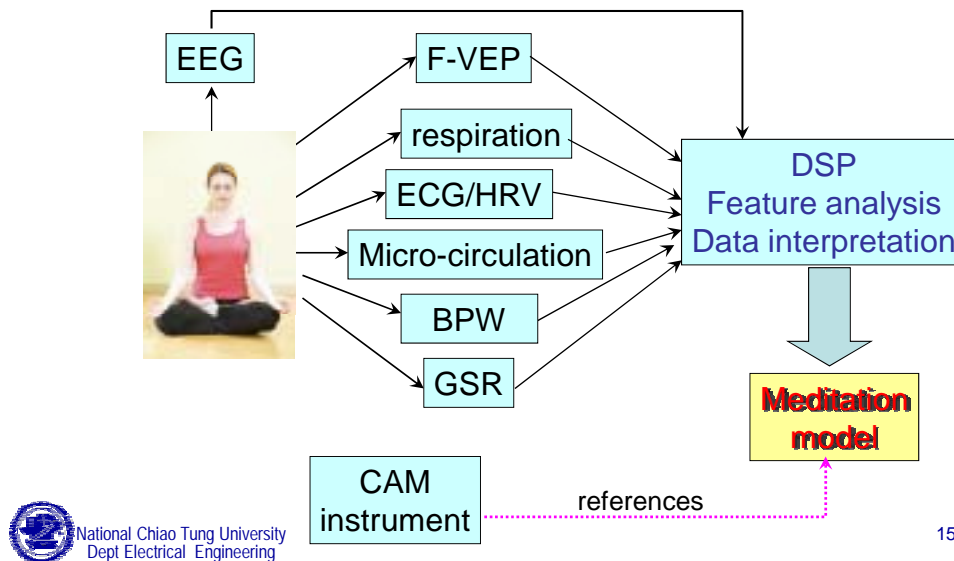 EEG
F-VEP
respiration
ECG/HRV
Micro-circulation
BPW
GSR
DSP
Feature analysis
Data interpretation
Meditation
model
CAM
instrument
references
National Chiao Tung University
Dept Electrical Engineering
15